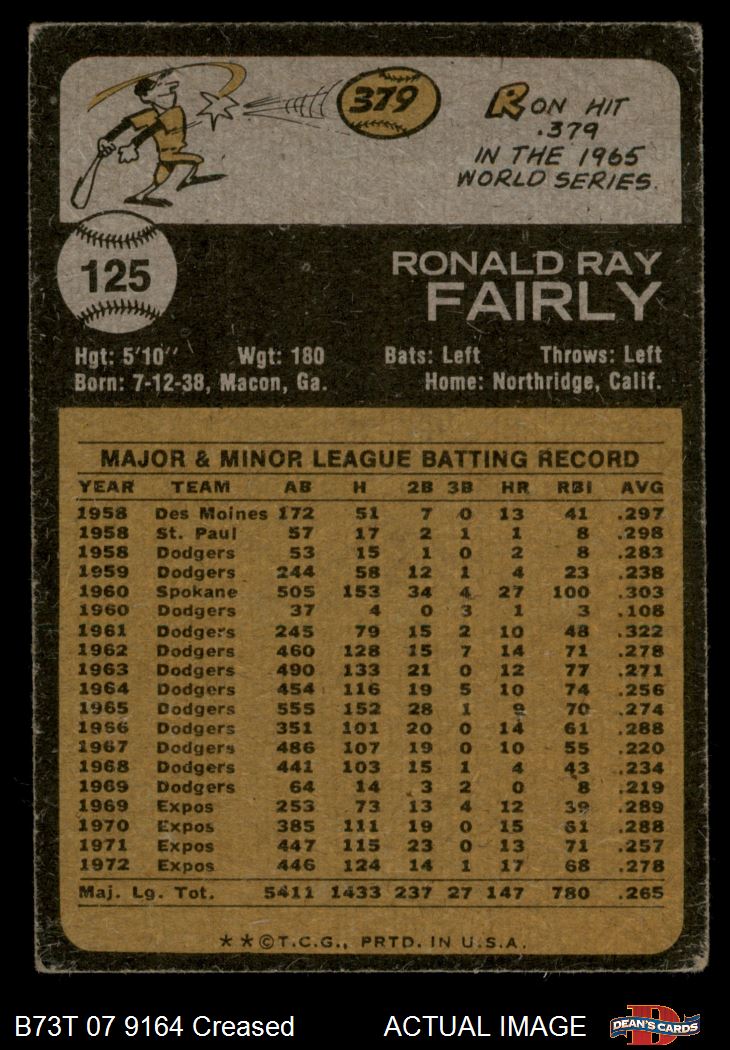 379
RON HIT
.379
IN THE 1965
WORLD SERIES.
125
RONALD RAY
FAIRLY
Hgt: 5'10" Wgt: 180 Bats: Left Throws: Left
Born: 7-12-38, Macon, Ga. Home: Northridge, Calif.
MAJOR & MINOR LEAGUE BATTING RECORD
YEAR TEAM AB H 2B 3B HR RBI AVG
1958 Des Moines 172 51 7 0 13 41 .297
1958 St. Paul 57 17 2 1 1 8 .298
1958 Dodgers 53 15 1 0 2 8 .283
1959 Dodgers 244 58 12 1 4 23 .238
1960 Spokane 505 153 34 4 27 100 .303
1960 Dodgers 37 4 0 3 1 3 .108
1961 Dodgers 245 79 15 2 10 48 .322
1962 Dodgers 460 128 15 7 14 71 .278
1963 Dodgers 490 133 21 0 12 77 .271
1964 Dodgers 454 116 19 5 10 74 .256
1965 Dodgers 555 152 28 1 9 70 .274
1966 Dodgers 351 101 20 0 14 61 .288
1967 Dodgers 486 107 19 0 10 55 .220
1968 Dodgers 441 103 15 1 4 43 .234
1969 Dodgers 64 14 3 2 0 8 .219
1969 Expos 253 73 13 4 12 39 .289
1970 Expos 385 111 19 0 15 61 .288
1971 Expos 447 115 23 0 13 71 .257
1972 Expos 446 124 14 1 17 68 .278
Maj. Lg. Tot. 5411 1433 237 27 147 780 .265
**©T.C.G., PRTD. IN U.S.A.
B73T 07 9164 Creased ACTUAL IMAGE
D
DEAN'S CARDS